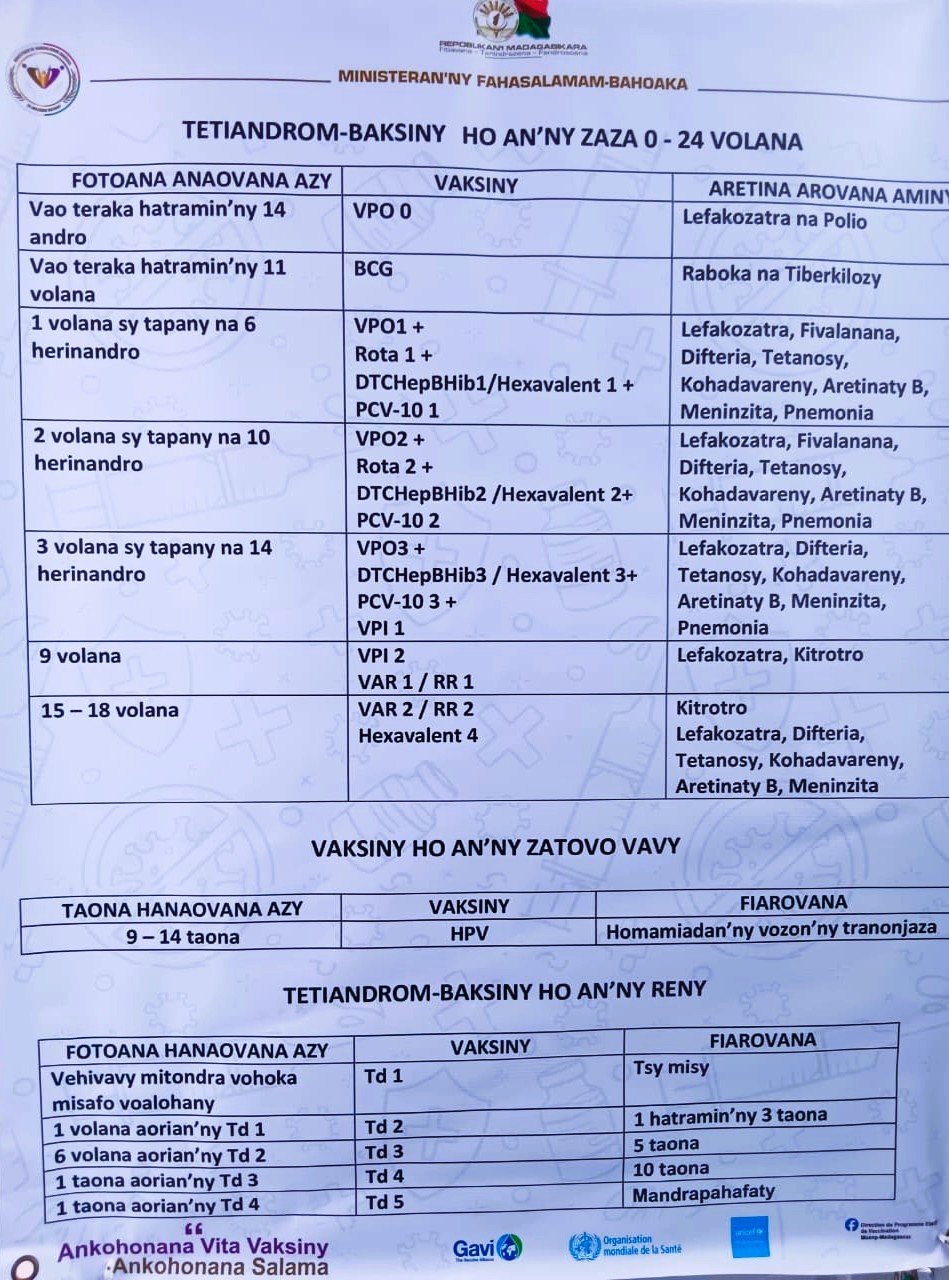 REPOBLIKAN'I MADAGASIKARA
Fitiavana - Tanindrazana - Fandrosoana
MINISTERAN'NY FAHASALAMAM-BAHOAKA
TETIANDROM-BAKSINY HO AN'NY ZAZA 0 - 24 VOLANA
FOTOANA ANAOVANA AZY VAKSINY ARETINA AROVANA AMINY
Vao teraka hatramin'ny 14 VPO 0 Lefakozatra na Polio
andro
Vao teraka hatramin'ny 11 BCG Raboka na Tiberkilozy
volana
1 volana sy tapany na 6 VPO1 + Lefakozatra, Fivalanana,
herinandro Rota 1 + Difteria, Tetanosy,
DTCHepBHib1/Hexavalent 1 + Kohadavareny, Aretinaty B,
PCV-10 1 Meninzita, Pnemonia
2 volana sy tapany na 10 VPO2 + Lefakozatra, Fivalanana,
herinandro Rota 2 + Difteria, Tetanosy,
DTCHepBHib2 /Hexavalent 2+ Kohadavareny, Aretinaty B,
PCV-10 2 Meninzita, Pnemonia
3 volana sy tapany na 14 VPO3 + Lefakozatra, Difteria,
herinandro DTCHepBHib3 / Hexavalent 3+ Tetanosy, Kohadavareny,
PCV-10 3 + Aretinaty B, Meninzita,
VPI 1 Pnemonia
9 volana VPI 2 Lefakozatra, Kitrotro
VAR 1 / RR 1
15 – 18 volana VAR 2 / RR 2 Kitrotro
Hexavalent 4 Lefakozatra, Difteria,
Tetanosy, Kohadavareny,
Aretinaty B, Meninzita
VAKSINY HO AN'NY ZATOVO VAVY
TAONA HANAOVANA AZY VAKSINY FIAROVANA
9 – 14 taona HPV Homamiadan'ny vozon'ny tranonjaza
TETIANDROM-BAKSINY HO AN'NY RENY
FOTOANA HANAOVANA AZY VAKSINY FIAROVANA
Vehivavy mitondra vohoka Td 1 Tsy misy
misafo voalohany
1 volana aorian'ny Td 1 Td 2 1 hatramin'ny 3 taona
6 volana aorian'ny Td 2 Td 3 5 taona
1 taona aorian'ny Td 3 Td 4 10 taona
1 taona aorian'ny Td 4 Td 5 Mandrapahafaty
“
Ankohonana Vita Vaksiny
Ankohonana Salama
Gavi
The Vaccine Alliance
Organisation
mondiale de la Santé
unicef
de Vaccination